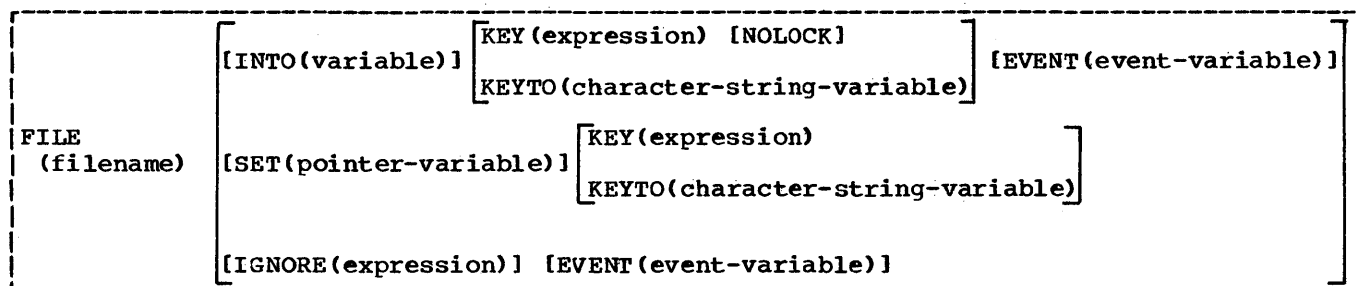 KEY(expression) [NOLOCK]
[INTO(variable)] [EVENT(event-variable)]
KEYTO(character-string-variable)
FILE KEY(expression)
(filename) [SET(pointer-variable)]
KEYTO(character-string-variable)
[IGNORE(expression)] [EVENT(event-variable)]